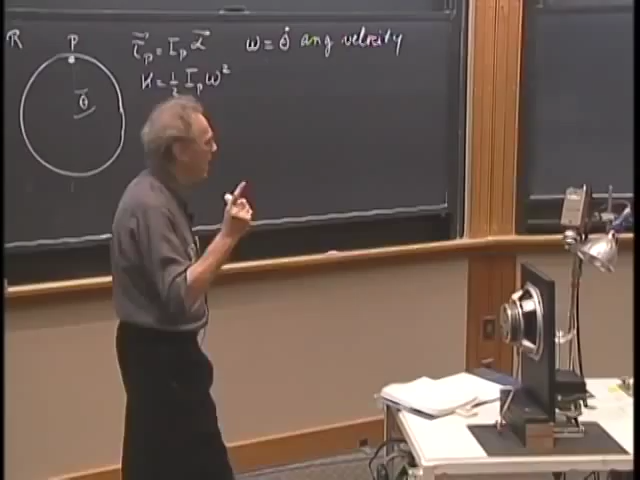 R P τ⃗ₚ = Iₚ α⃗ ω = θ̇ ang velocity
K = ½ Iₚ ω²
θ